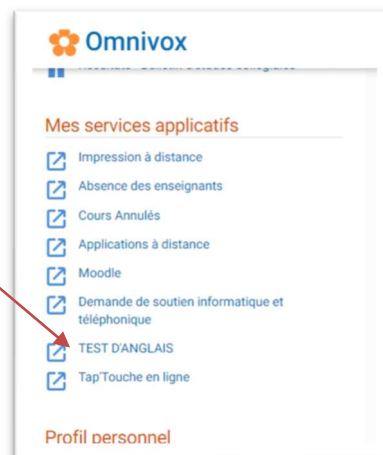 Omnivox
Mes services applicatifs
Impression à distance
Absence des enseignants
Cours Annulés
Applications à distance
Moodle
Demande de soutien informatique et
téléphonique
TEST D'ANGLAIS
Tap'Touche en ligne
Profil personnel